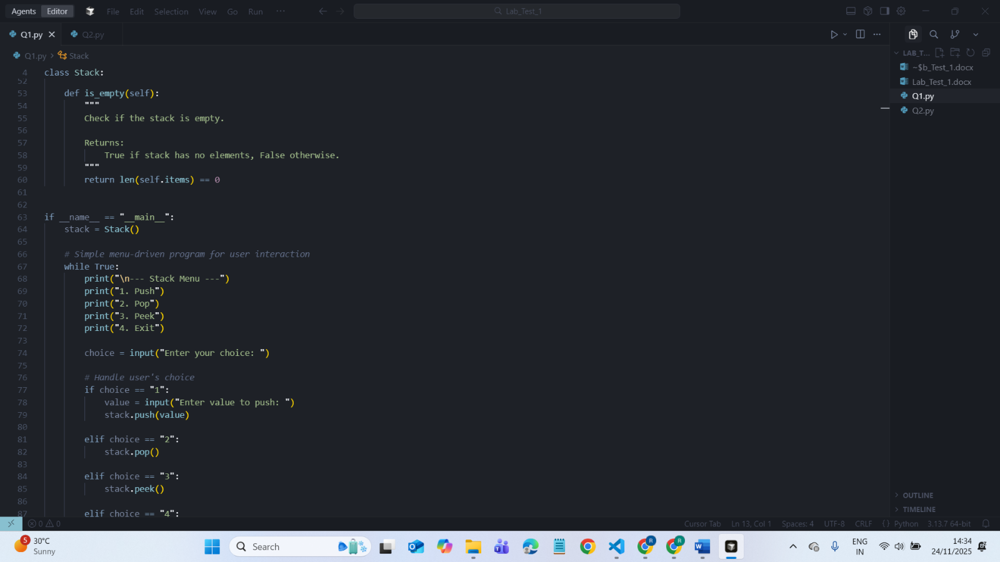 Agents Editor File Edit Selection View Go Run ··· Lab_Test_1
Q1.py Q2.py
Q1.py > Stack
4 class Stack:
52
53 def is_empty(self):
54 """
55 Check if the stack is empty.
56
57 Returns:
58 True if stack has no elements, False otherwise.
59 """
60 return len(self.items) == 0
61
62
63 if __name__ == "__main__":
64 stack = Stack()
65
66 # Simple menu-driven program for user interaction
67 while True:
68 print("\n--- Stack Menu ---")
69 print("1. Push")
70 print("2. Pop")
71 print("3. Peek")
72 print("4. Exit")
73
74 choice = input("Enter your choice: ")
75
76 # Handle user's choice
77 if choice == "1":
78 value = input("Enter value to push: ")
79 stack.push(value)
80
81 elif choice == "2":
82 stack.pop()
83
84 elif choice == "3":
85 stack.peek()
86
87 elif choice == "4":
LAB_T...
~$b_Test_1.docx
Lab_Test_1.docx
Q1.py
Q2.py
OUTLINE
TIMELINE
0 0 Cursor Tab Ln 13, Col 1 Spaces: 4 UTF-8 CRLF {} Python 3.13.7 64-bit
5 30°C
Sunny
Search
R
R
ENG
IN
14:34
24/11/2025